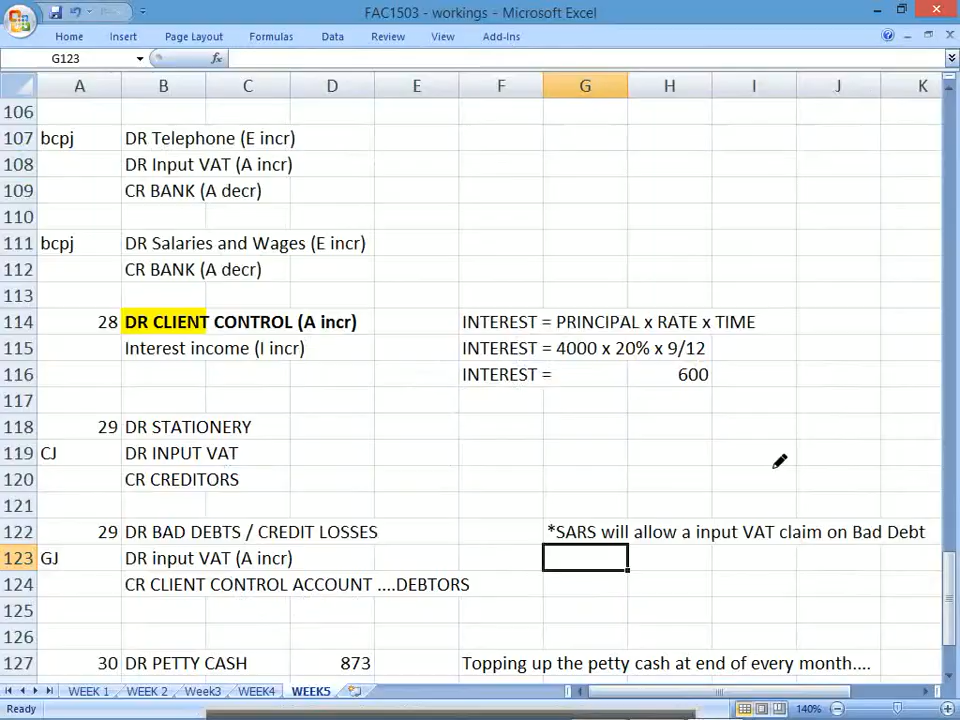 FAC1503 - workings - Microsoft Excel
Home Insert Page Layout Formulas Data Review View Add-Ins
G123 fx
A B C D E F G H I J K
106
107 bcpj DR Telephone (E incr)
108 DR Input VAT (A incr)
109 CR BANK (A decr)
110
111 bcpj DR Salaries and Wages (E incr)
112 CR BANK (A decr)
113
114 28 DR CLIENT CONTROL (A incr) INTEREST = PRINCIPAL x RATE x TIME
115 Interest income (I incr) INTEREST = 4000 x 20% x 9/12
116 INTEREST = 600
117
118 29 DR STATIONERY
119 CJ DR INPUT VAT
120 CR CREDITORS
121
122 29 DR BAD DEBTS / CREDIT LOSSES *SARS will allow a input VAT claim on Bad Debt
123 GJ DR input VAT (A incr)
124 CR CLIENT CONTROL ACCOUNT ....DEBTORS
125
126
127 30 DR PETTY CASH 873 Topping up the petty cash at end of every month....
WEEK 1 WEEK 2 Week3 WEEK4 WEEK5
Ready 140%